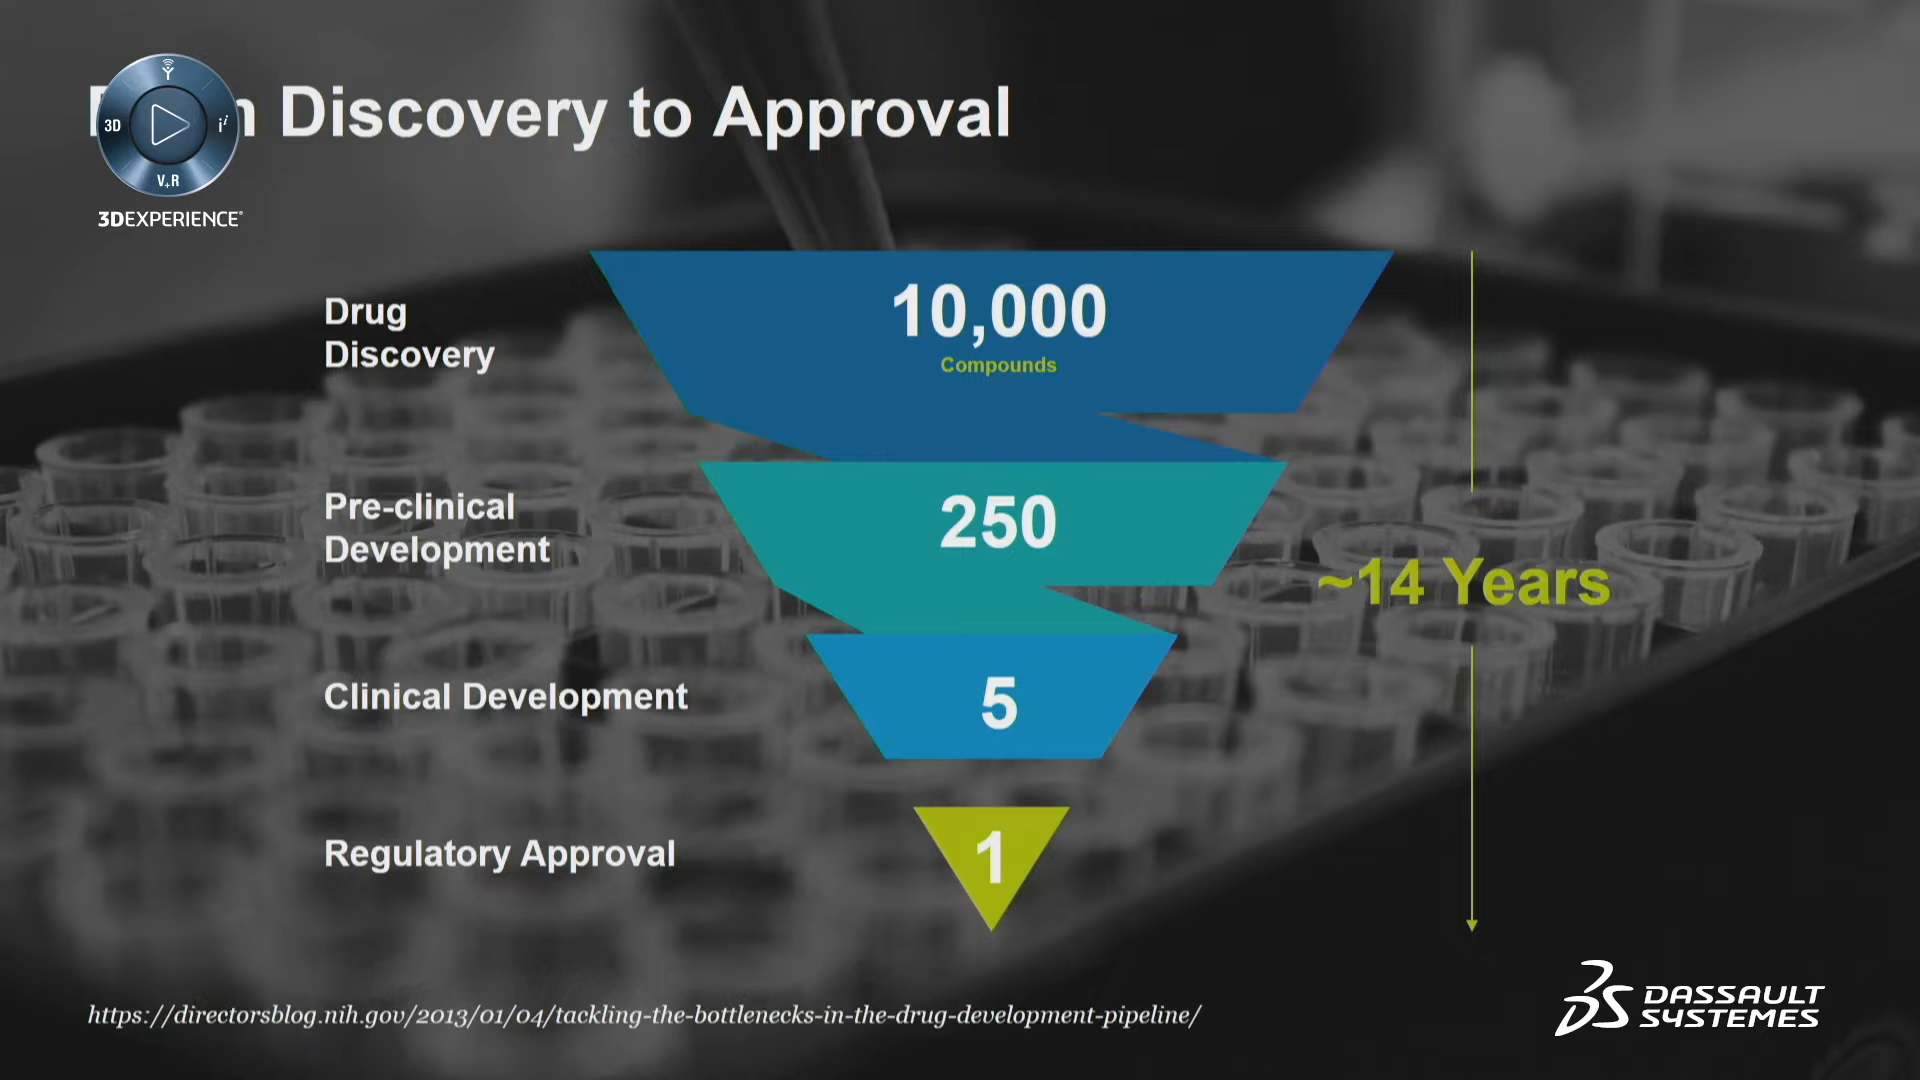 Discovery to Approval
3D
i i
V+R
3DEXPERIENCE®
Drug
Discovery
10,000
Compounds
Pre-clinical
Development
250
~14 Years
Clinical Development
5
Regulatory Approval
1
https://directorsblog.nih.gov/2013/01/04/tackling-the-bottlenecks-in-the-drug-development-pipeline/
DASSAULT
SYSTEMES